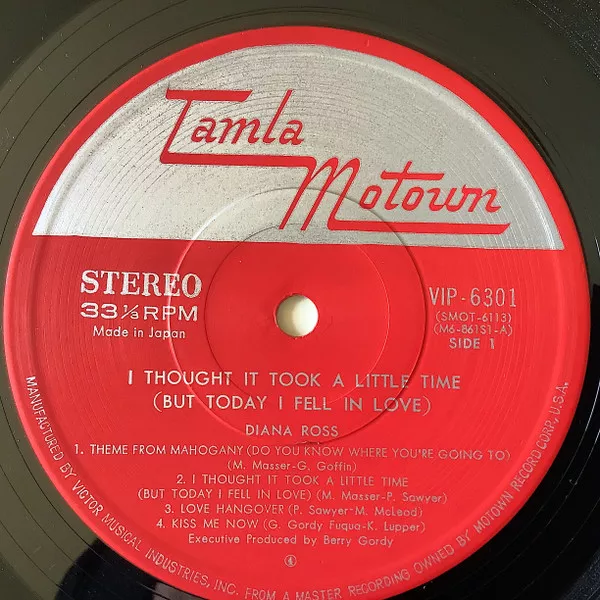 Tamla
Motown
STEREO
33⅓RPM
Made in Japan
VIP-6301
(SMOT-6113)
(M6-861S1-A)
SIDE 1
I THOUGHT IT TOOK A LITTLE TIME
(BUT TODAY I FELL IN LOVE)
DIANA ROSS
1. THEME FROM MAHOGANY (DO YOU KNOW WHERE YOU'RE GOING TO)
(M. Masser-G. Goffin)
2. I THOUGHT IT TOOK A LITTLE TIME
(BUT TODAY I FELL IN LOVE) (M. Masser-P. Sawyer)
3. LOVE HANGOVER (P. Sawyer-M. McLeod)
4. KISS ME NOW (G. Gordy Fuqua-K. Lupper)
Executive Produced by Berry Gordy
④
MANUFACTURED BY VICTOR MUSICAL INDUSTRIES, INC. FROM A MASTER RECORDING OWNED BY MOTOWN RECORD CORP., U.S.A.